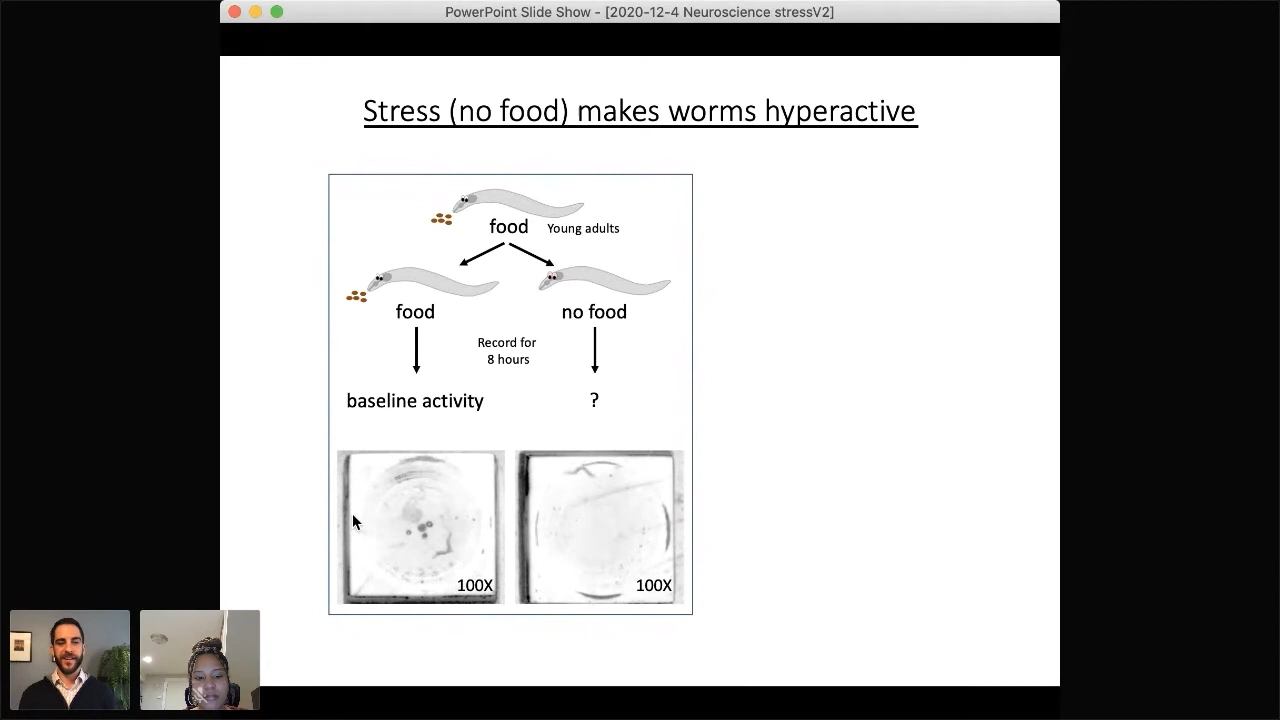 PowerPoint Slide Show - [2020-12-4 Neuroscience stressV2]
Stress (no food) makes worms hyperactive
food Young adults
food no food
Record for
8 hours
baseline activity ?
100X 100X